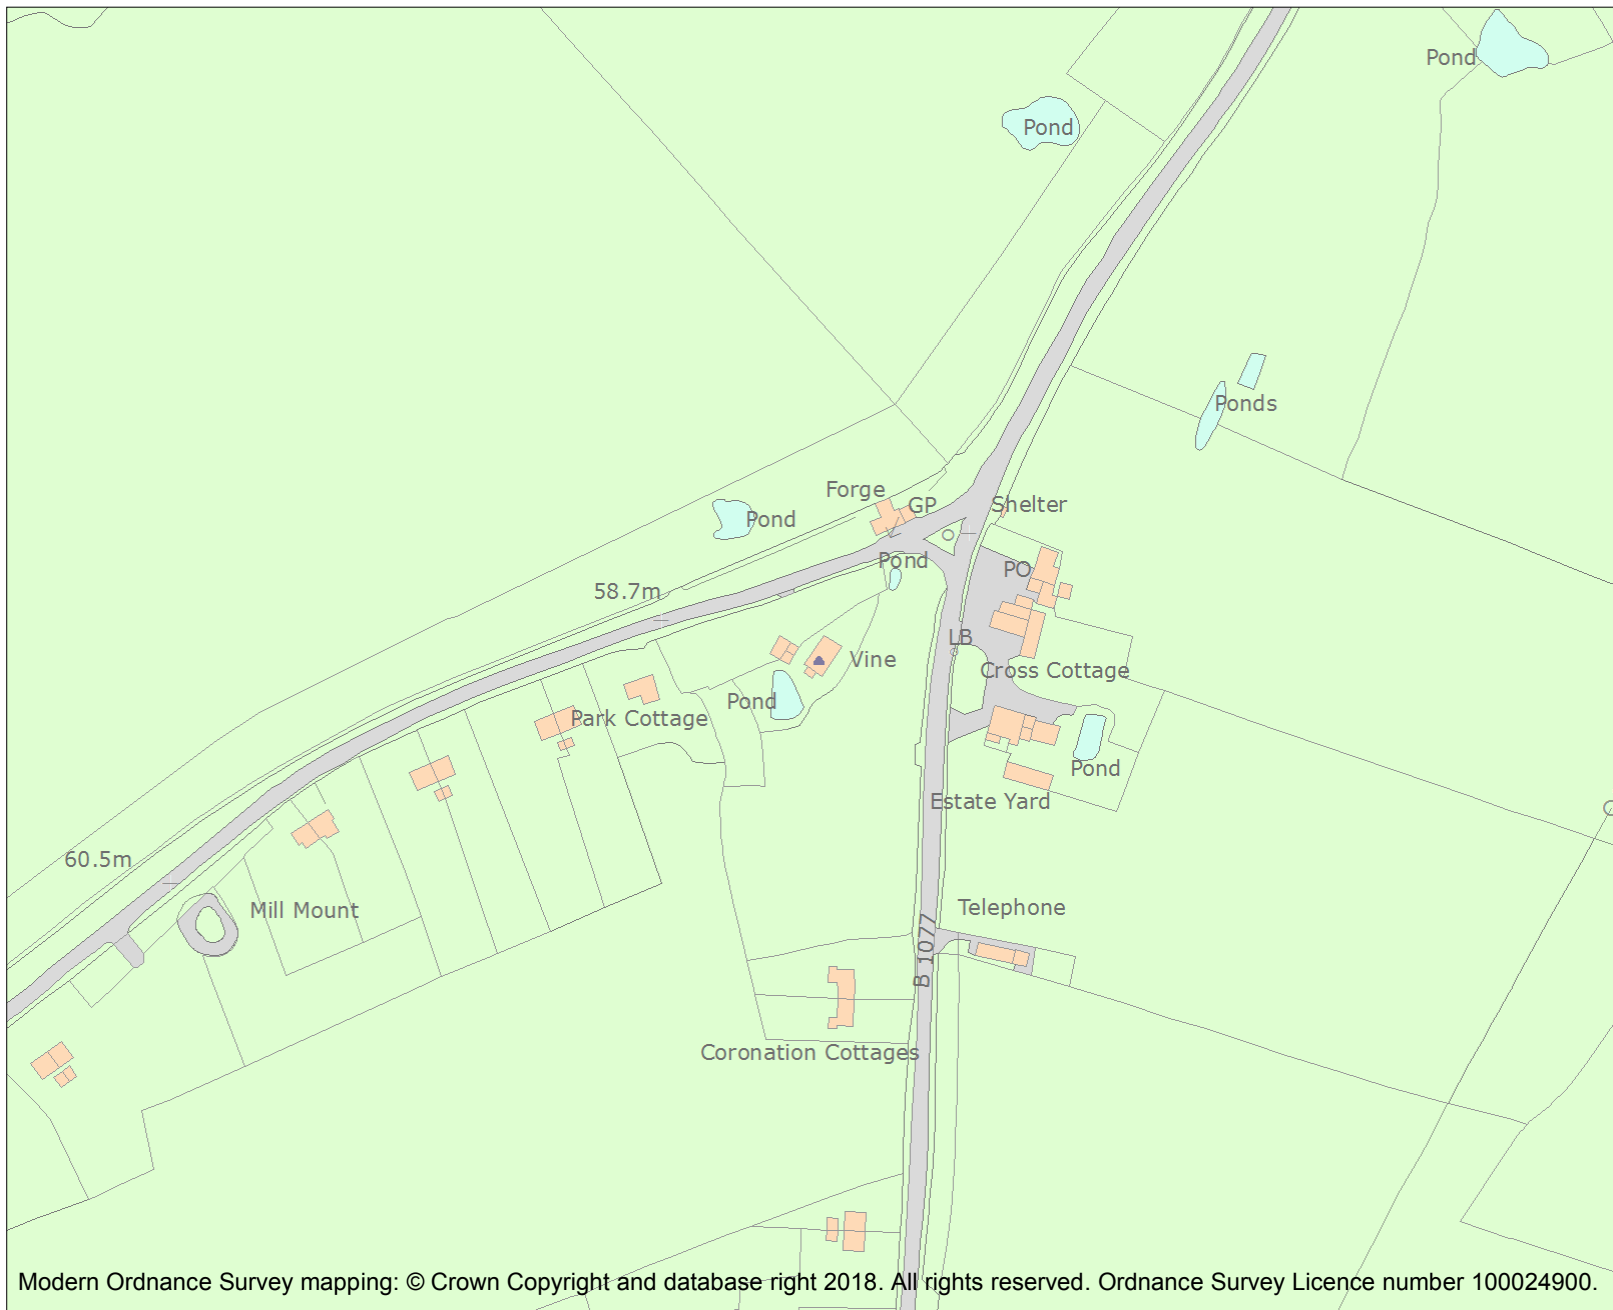 Pond
Pond
Ponds
Forge
GP
Shelter
Pond
Pond
PO
58.7m
LB
Vine
Cross Cottage
Pond
Park Cottage
Pond
Estate Yard
60.5m
Mill Mount
Telephone
B 1077
Coronation Cottages
Modern Ordnance Survey mapping: © Crown Copyright and database right 2018. All rights reserved. Ordnance Survey Licence number 100024900.